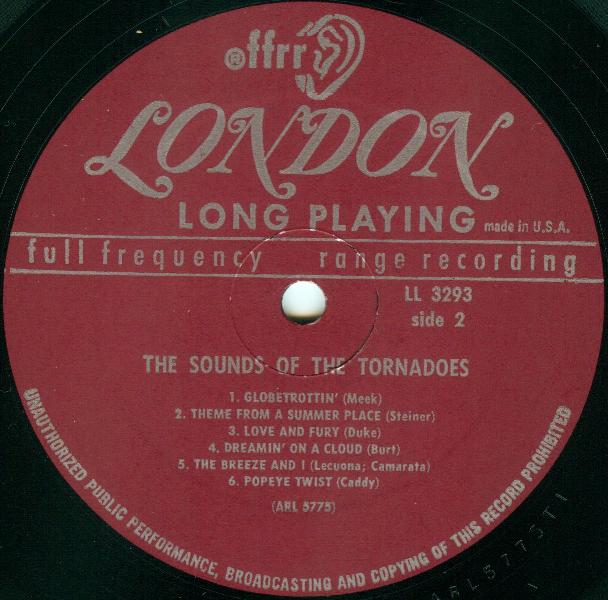 ®ffrr
LONDON
LONG PLAYING made in U.S.A.
full frequency range recording
LL 3293
side 2
THE SOUNDS OF THE TORNADOES
1. GLOBETROTTIN' (Meek)
2. THEME FROM A SUMMER PLACE (Steiner)
3. LOVE AND FURY (Duke)
4. DREAMIN' ON A CLOUD (Burt)
5. THE BREEZE AND I (Lecuona; Camarata)
6. POPEYE TWIST (Caddy)
(ARL 5775)
UNAUTHORIZED PUBLIC PERFORMANCE, BROADCASTING AND COPYING OF THIS RECORD PROHIBITED
ARL5775T1